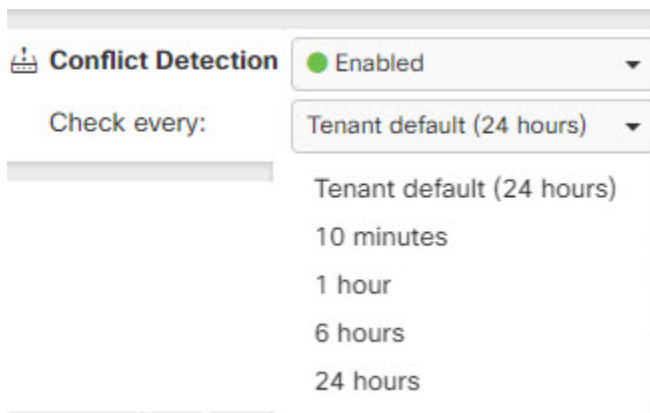 Conflict Detection Enabled
Check every: Tenant default (24 hours)
Tenant default (24 hours)
10 minutes
1 hour
6 hours
24 hours